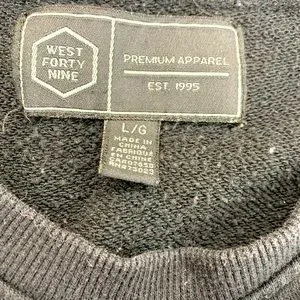 WEST
FORTY
NINE
PREMIUM APPAREL
EST. 1995
L/G
MADE IN
CHINA
FABRIQUÉ
EN CHINE